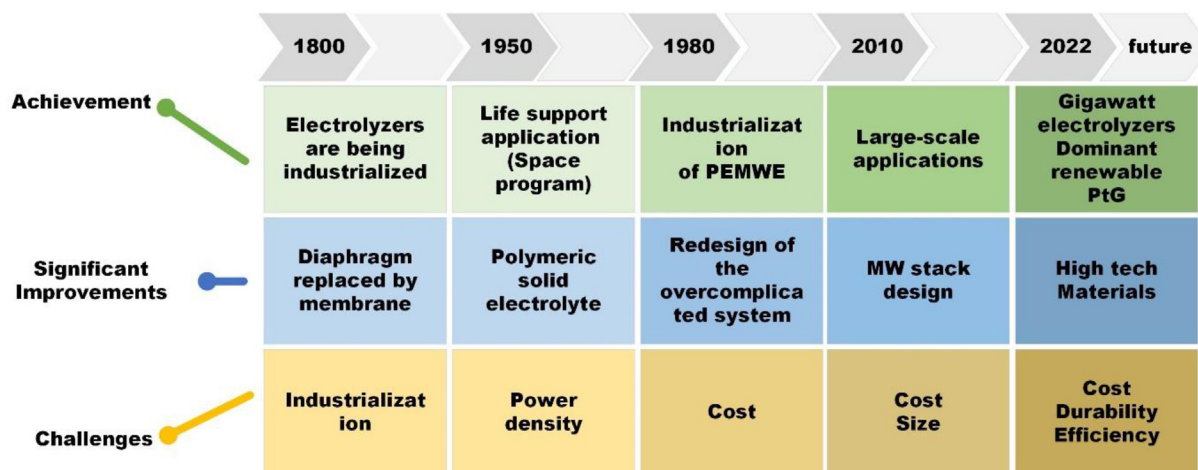 1800 1950 1980 2010 2022 future
Achievement
Electrolyzers
are being
industrialized
Life support
application
(Space
program)
Industrializat
ion
of PEMWE
Large-scale
applications
Gigawatt
electrolyzers
Dominant
renewable
PtG
Significant
Improvements
Diaphragm
replaced by
membrane
Polymeric
solid
electrolyte
Redesign of
the
overcomplica
ted system
MW stack
design
High tech
Materials
Challenges
Industrializat
ion
Power
density
Cost
Cost
Size
Cost
Durability
Efficiency